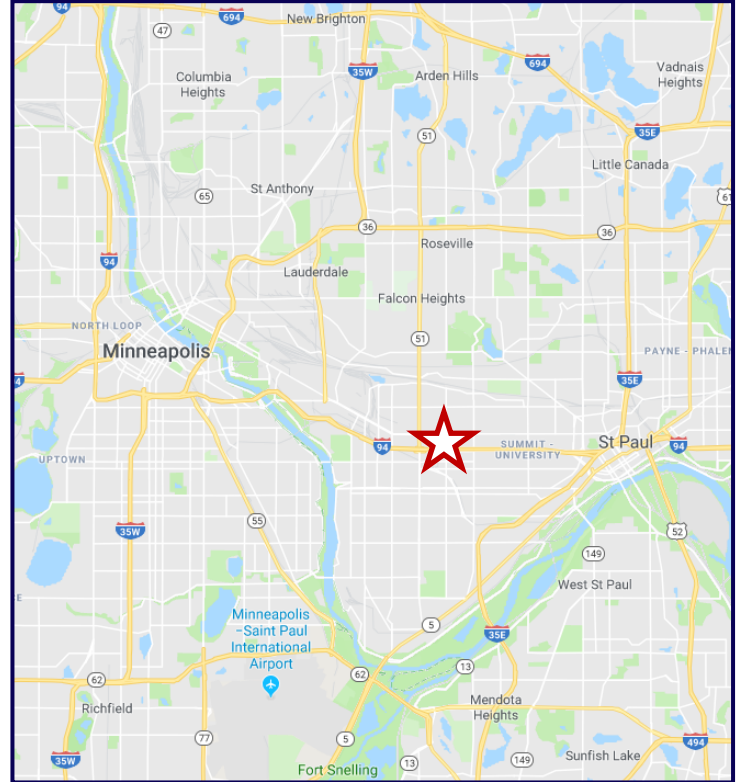 94
694
New Brighton
47
35W
Columbia
Heights
Arden Hills
694
Vadnais
Heights
51
35E
Little Canada
65
St Anthony
61
36
Roseville
36
94
Lauderdale
Falcon Heights
NORTH LOOP
51
Minneapolis
PAYNE - PHALEN
35E
94
94
SUMMIT -
UNIVERSITY
St Paul
94
UPTOWN
55
35W
52
149
West St Paul
Minneapolis
-Saint Paul
International
Airport
5
35E
62
62
13
Richfield
Mendota
Heights
77
5
494
35W
Fort Snelling
13
149
Sunfish Lake